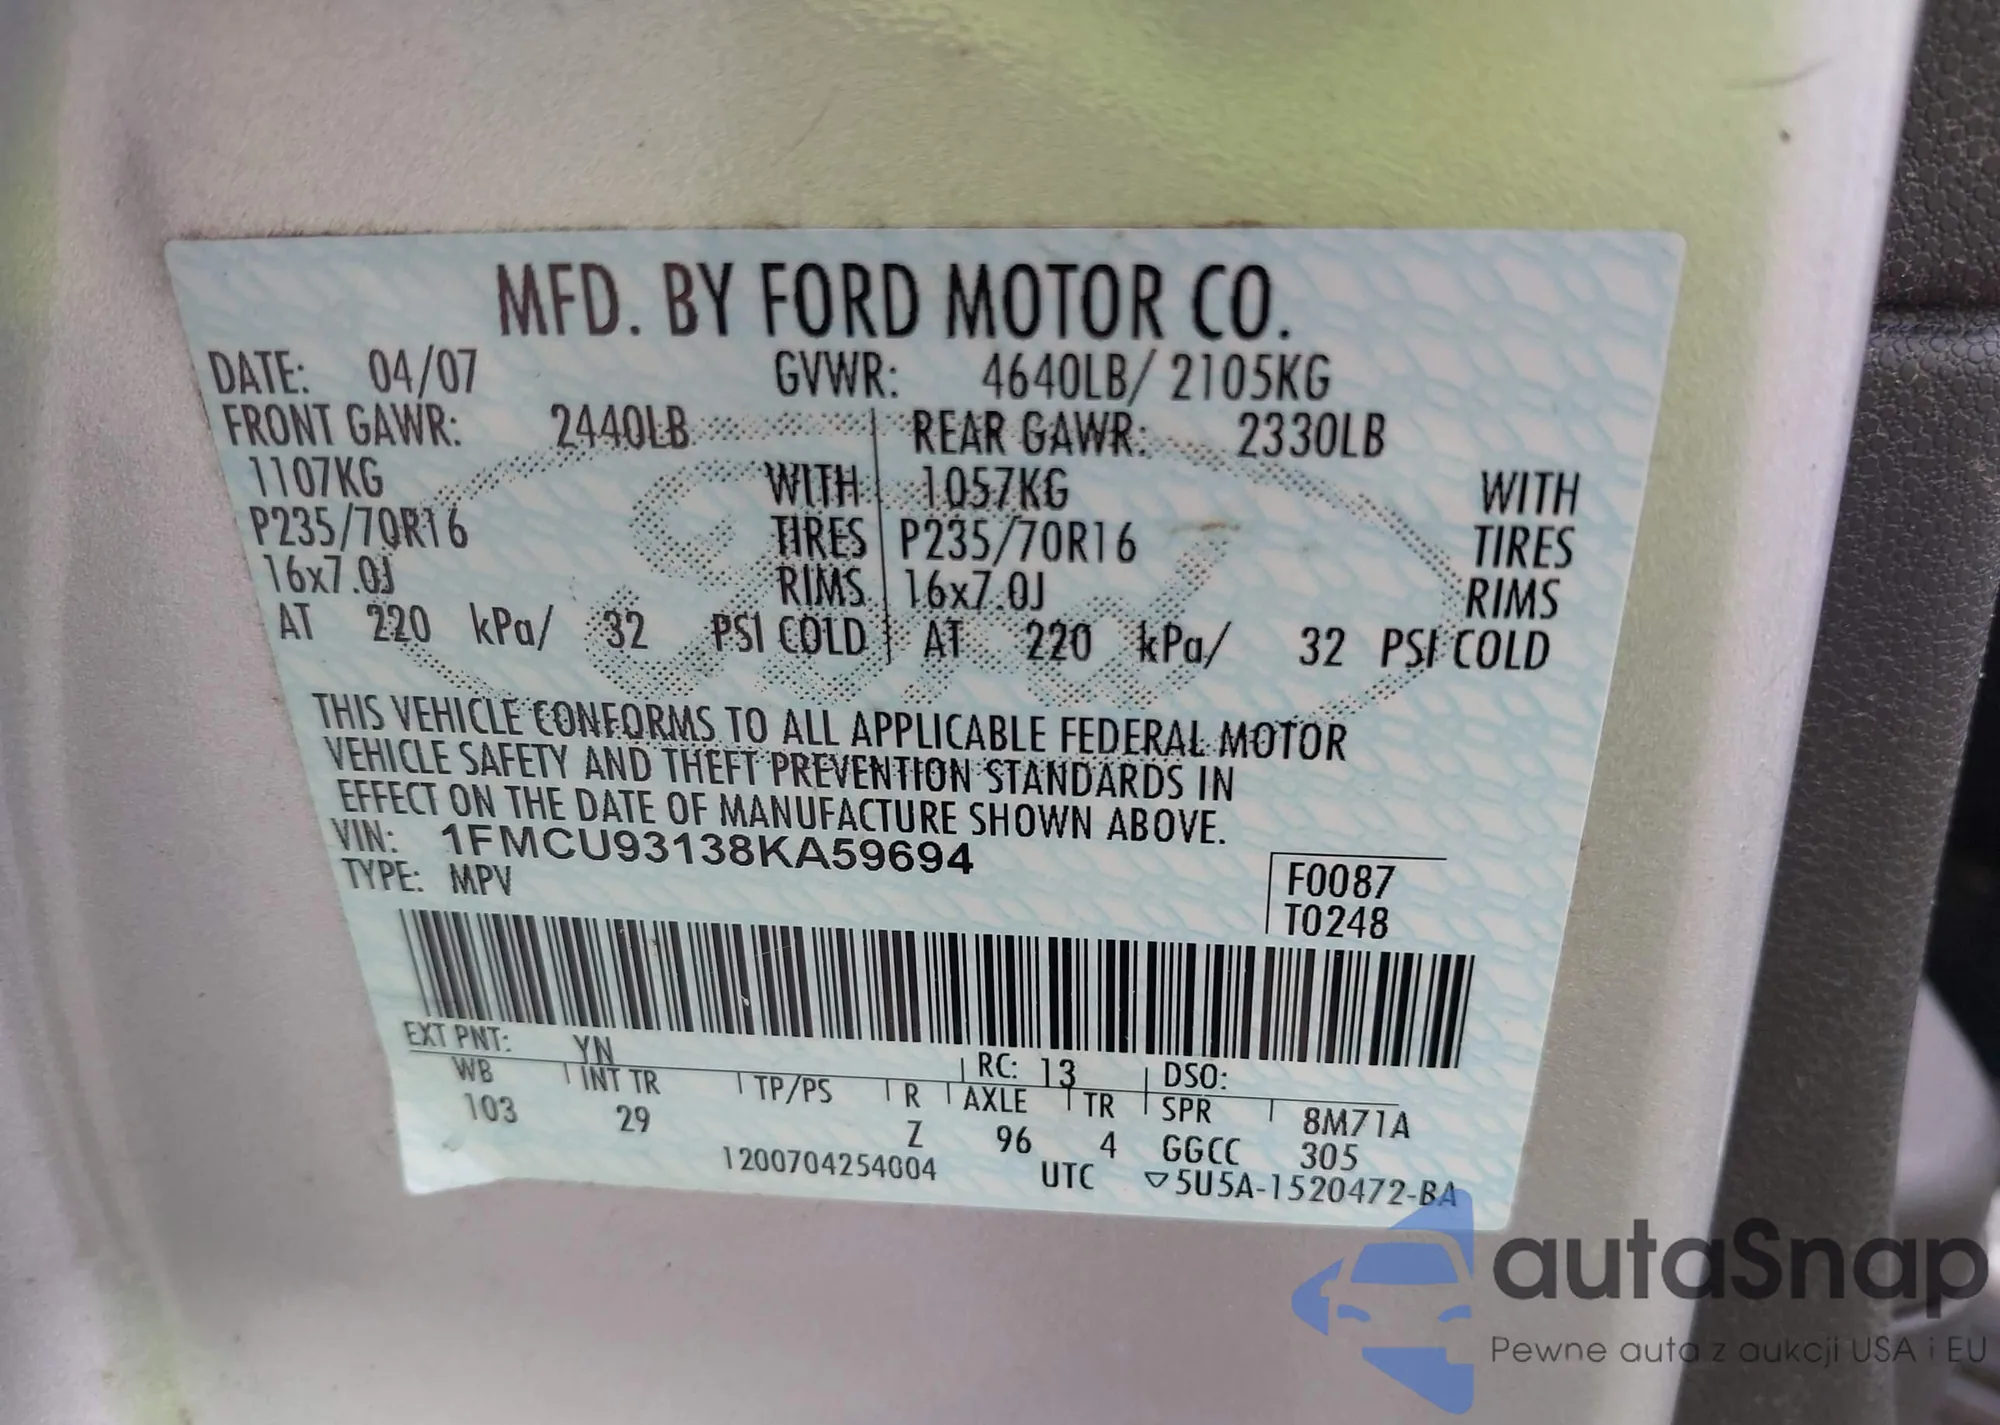 MFD. BY FORD MOTOR CO.
DATE: 04/07 GVWR: 4640LB/ 2105KG
FRONT GAWR: 2440LB REAR GAWR: 2330LB
1107KG WITH 1057KG WITH
P235/70R16 TIRES P235/70R16 TIRES
16x7.0J RIMS 16x7.0J RIMS
AT 220 kPa/ 32 PSI COLD AT 220 kPa/ 32 PSI COLD
THIS VEHICLE CONFORMS TO ALL APPLICABLE FEDERAL MOTOR
VEHICLE SAFETY AND THEFT PREVENTION STANDARDS IN
EFFECT ON THE DATE OF MANUFACTURE SHOWN ABOVE.
VIN: 1FMCU93138KA59694
TYPE: MPV
F0087
T0248
EXT PNT: YN RC: 13 DSO:
WB INT TR TP/PS R AXLE TR SPR 8M71A
103 29 Z 96 4 GGCC 305
1200704254004 UTC ▽5U5A-1520472-BA
autaSnap
Pewne auta z aukcji USA i EU